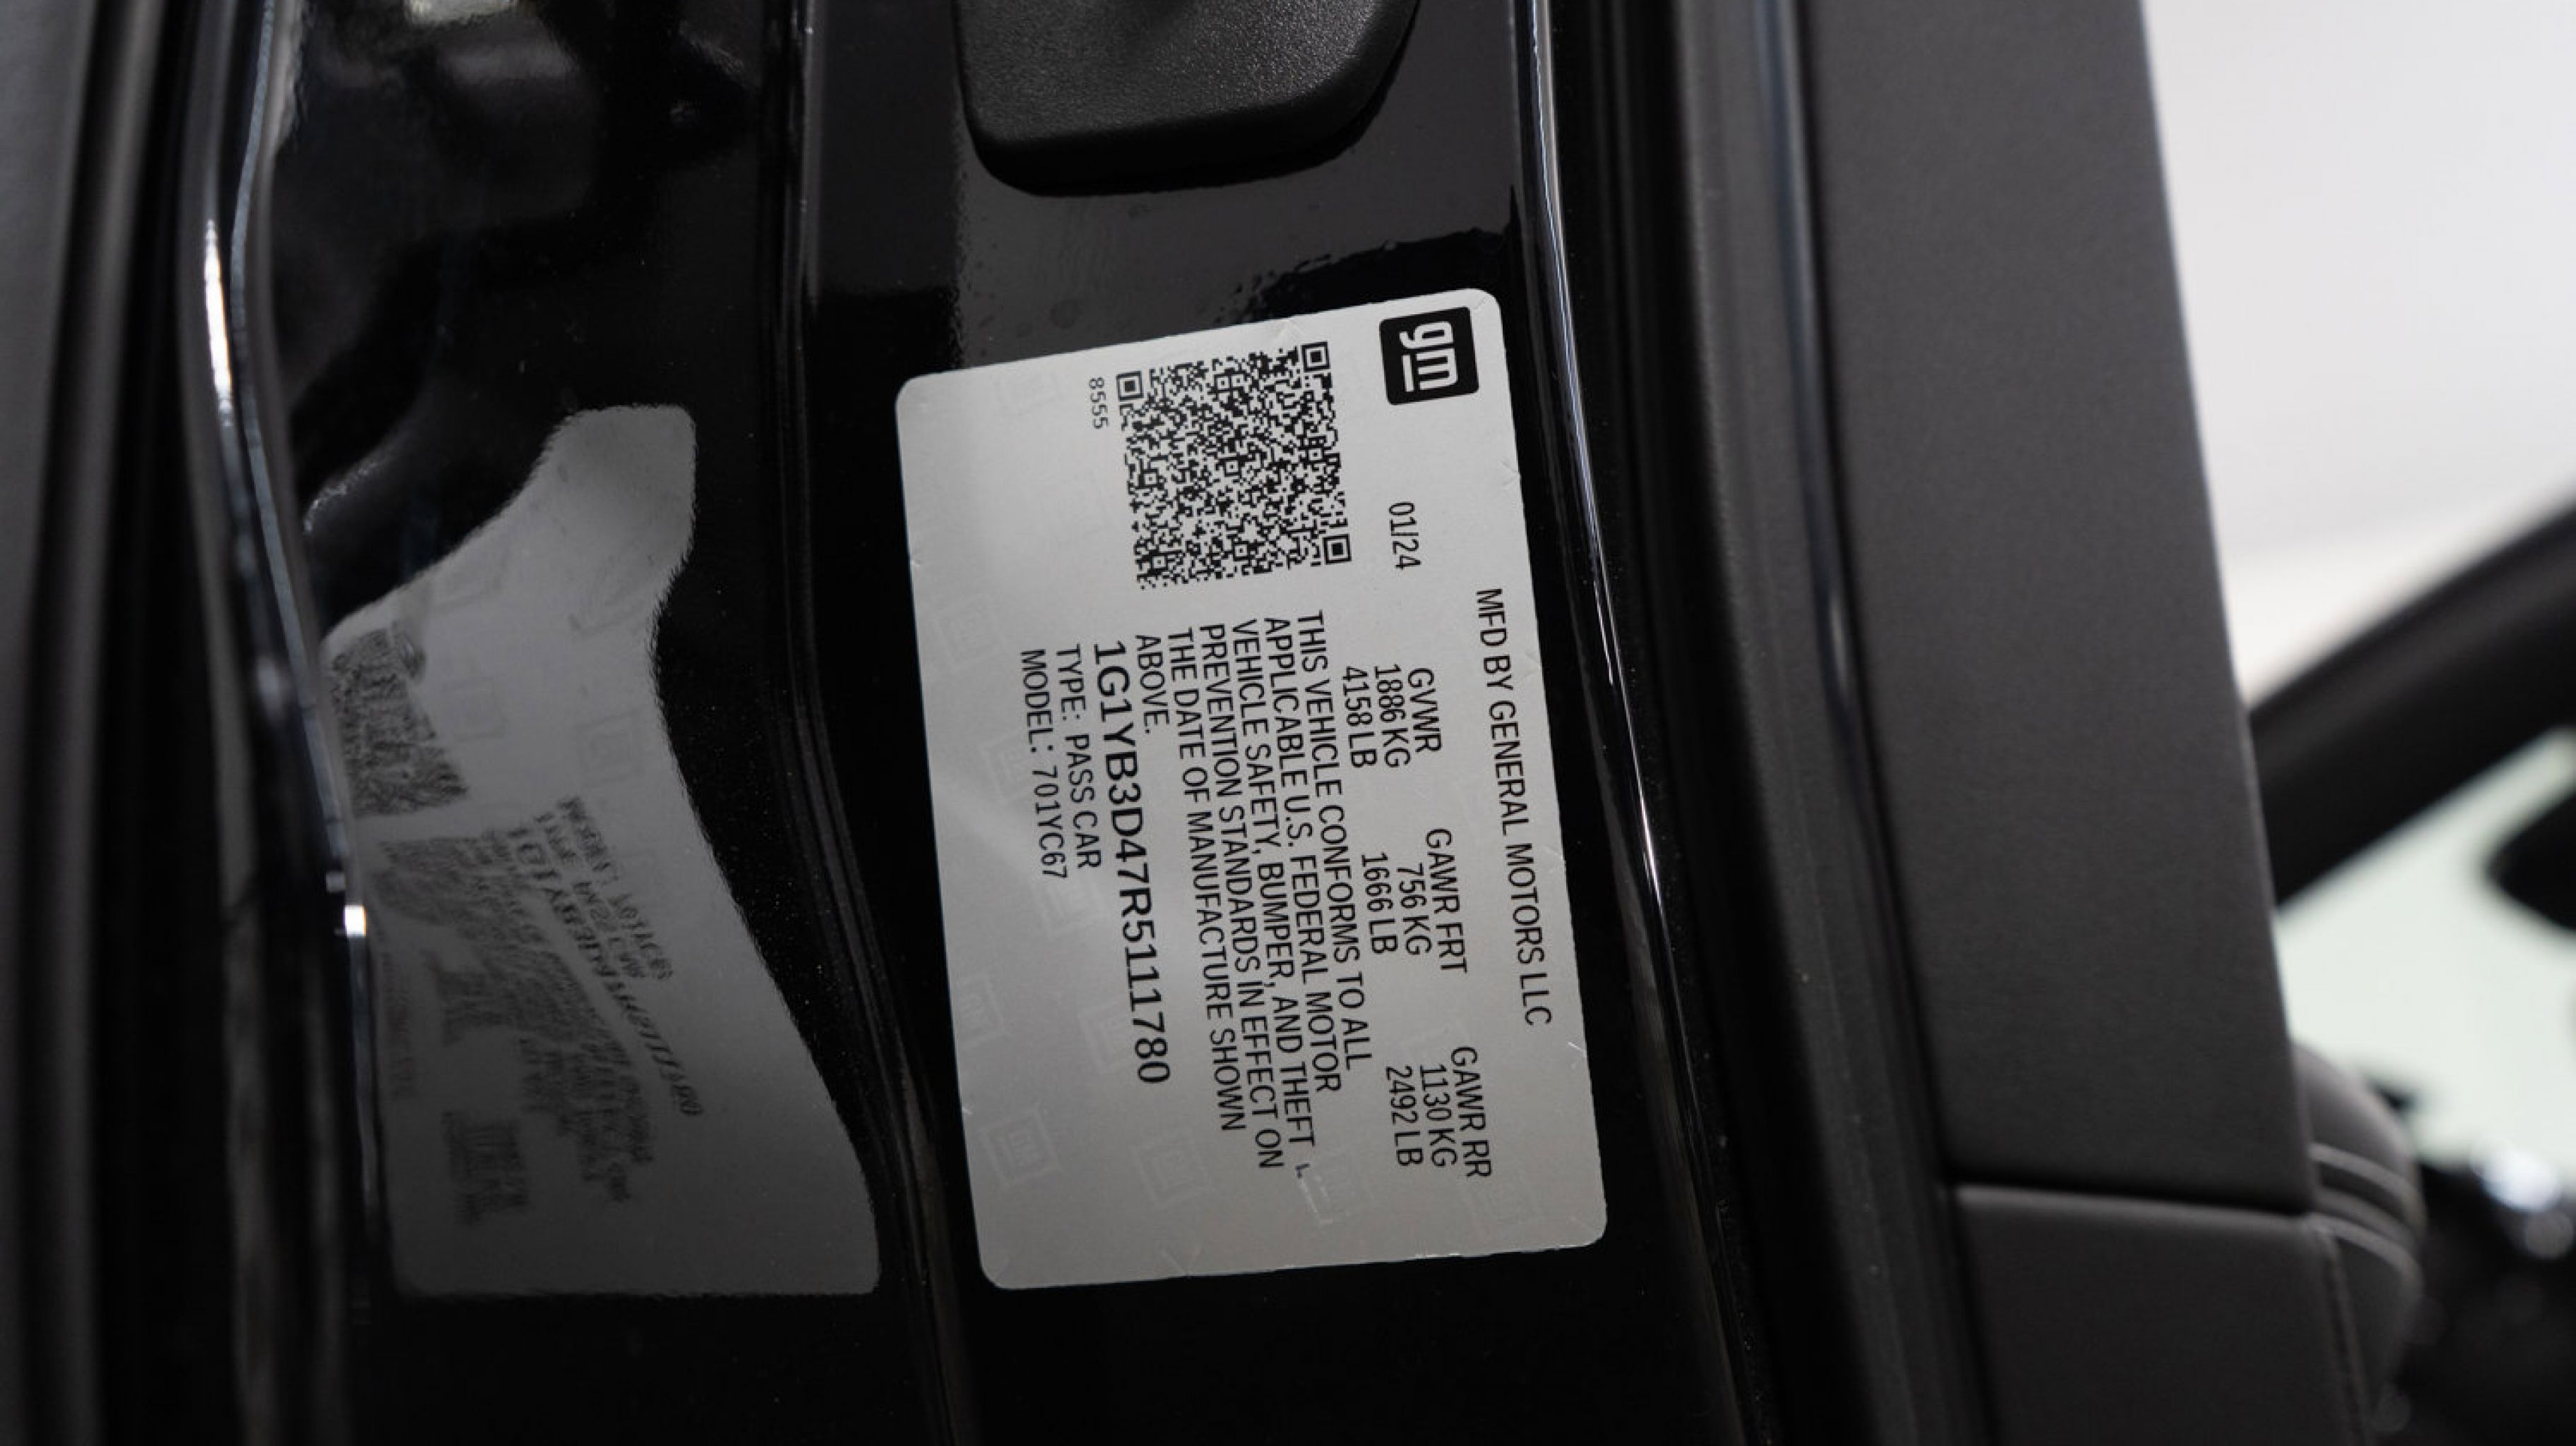 gm
MFD BY GENERAL MOTORS LLC
01/24
GVWR GAWR FRT GAWR RR
1886 KG 756 KG 1130 KG
4158 LB 1666 LB 2492 LB
THIS VEHICLE CONFORMS TO ALL
APPLICABLE U.S. FEDERAL MOTOR
VEHICLE SAFETY, BUMPER, AND THEFT
PREVENTION STANDARDS IN EFFECT ON
THE DATE OF MANUFACTURE SHOWN
ABOVE.
1G1YB3D47R5111780
TYPE: PASS CAR
MODEL: 701YC67
8555